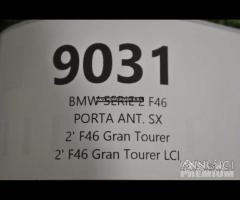 9031
BMW SERIE 2 F46
PORTA ANT. SX
2' F46 Gran Tourer
2' F46 Gran Tourer LCI
ANNUNCI
PREMIUM